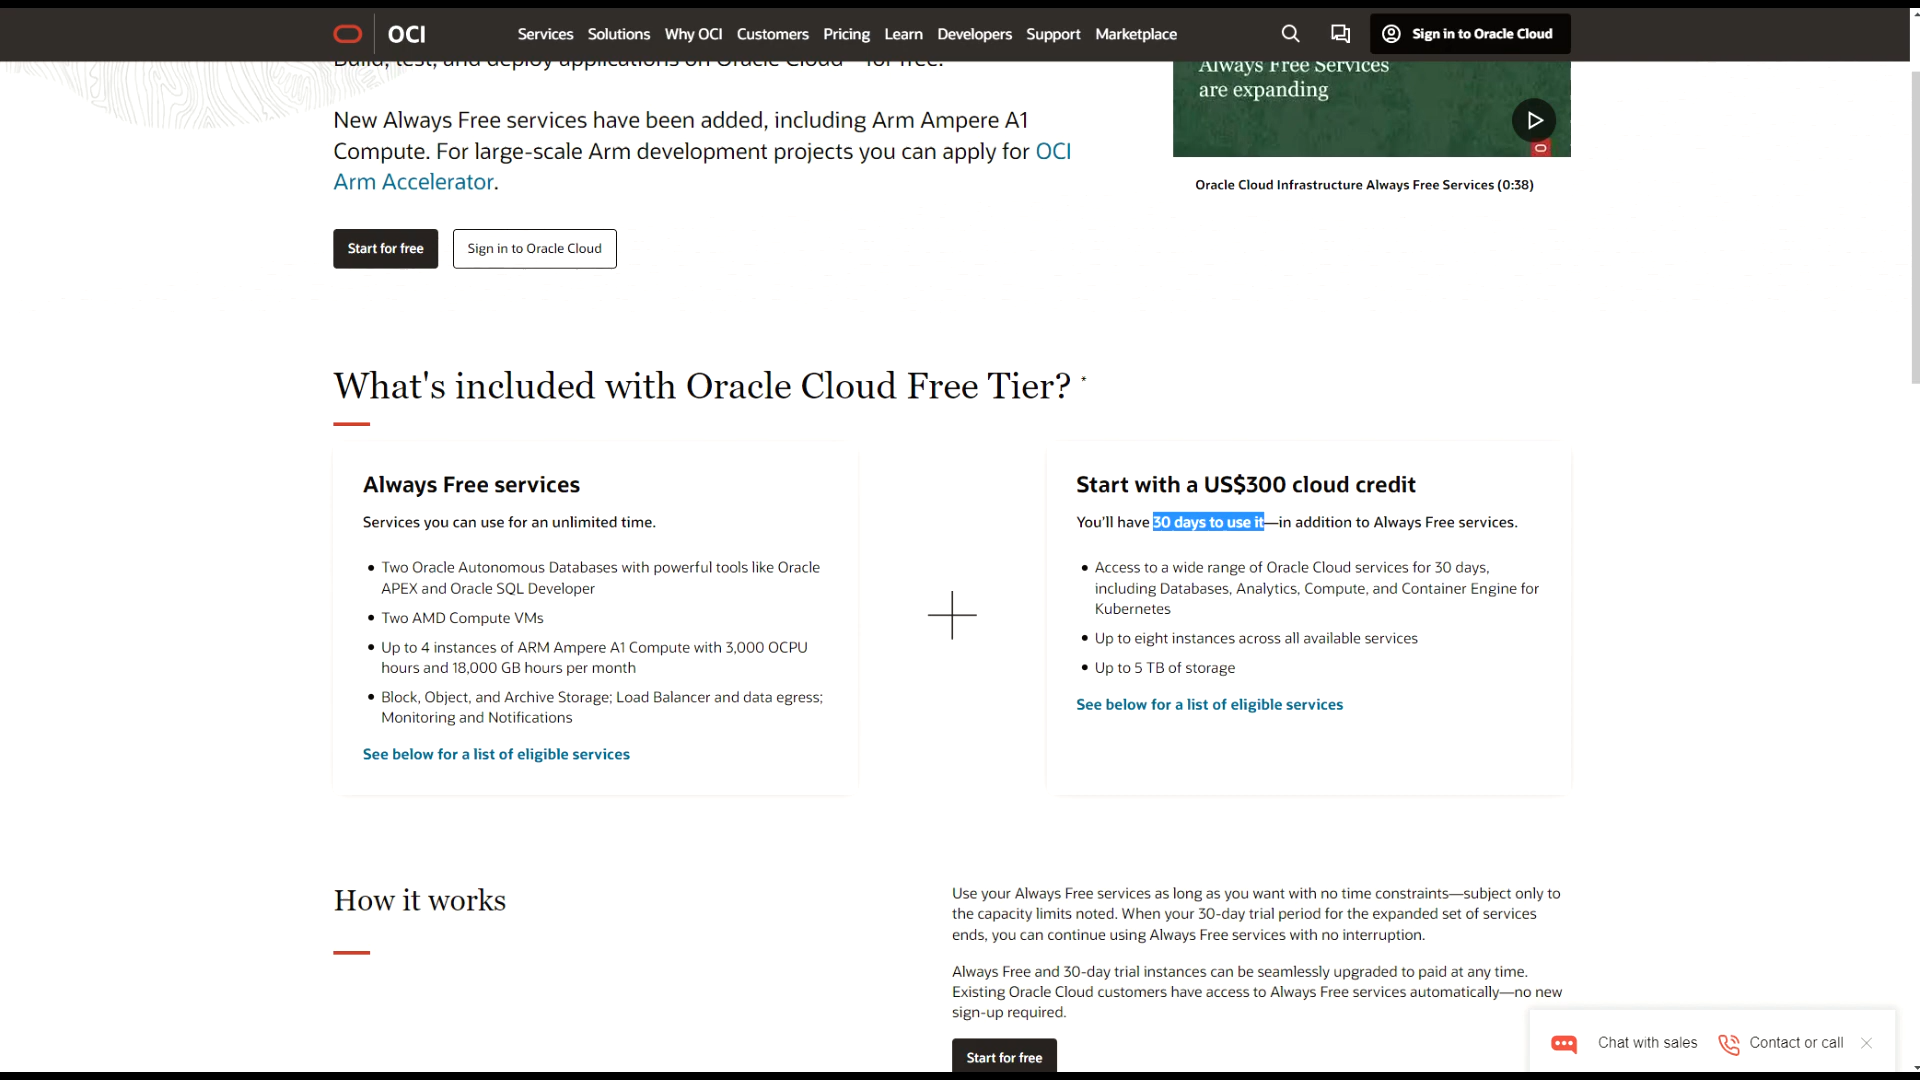 OCI
Services Solutions Why OCI Customers Pricing Learn Developers Support Marketplace
Sign in to Oracle Cloud
Build, test, and deploy applications on Oracle Cloud—for free.
New Always Free services have been added, including Arm Ampere A1
Compute. For large-scale Arm development projects you can apply for OCI
Arm Accelerator.
Start for free
Sign in to Oracle Cloud
Always Free Services
are expanding
Oracle Cloud Infrastructure Always Free Services (0:38)
What's included with Oracle Cloud Free Tier? *
Always Free services
Services you can use for an unlimited time.
• Two Oracle Autonomous Databases with powerful tools like Oracle
APEX and Oracle SQL Developer
• Two AMD Compute VMs
• Up to 4 instances of ARM Ampere A1 Compute with 3,000 OCPU
hours and 18,000 GB hours per month
• Block, Object, and Archive Storage; Load Balancer and data egress;
Monitoring and Notifications
See below for a list of eligible services
Start with a US$300 cloud credit
You'll have 30 days to use it—in addition to Always Free services.
• Access to a wide range of Oracle Cloud services for 30 days,
including Databases, Analytics, Compute, and Container Engine for
Kubernetes
• Up to eight instances across all available services
• Up to 5 TB of storage
See below for a list of eligible services
How it works
Use your Always Free services as long as you want with no time constraints—subject only to
the capacity limits noted. When your 30-day trial period for the expanded set of services
ends, you can continue using Always Free services with no interruption.
Always Free and 30-day trial instances can be seamlessly upgraded to paid at any time.
Existing Oracle Cloud customers have access to Always Free services automatically—no new
sign-up required.
Start for free
Chat with sales
Contact or call